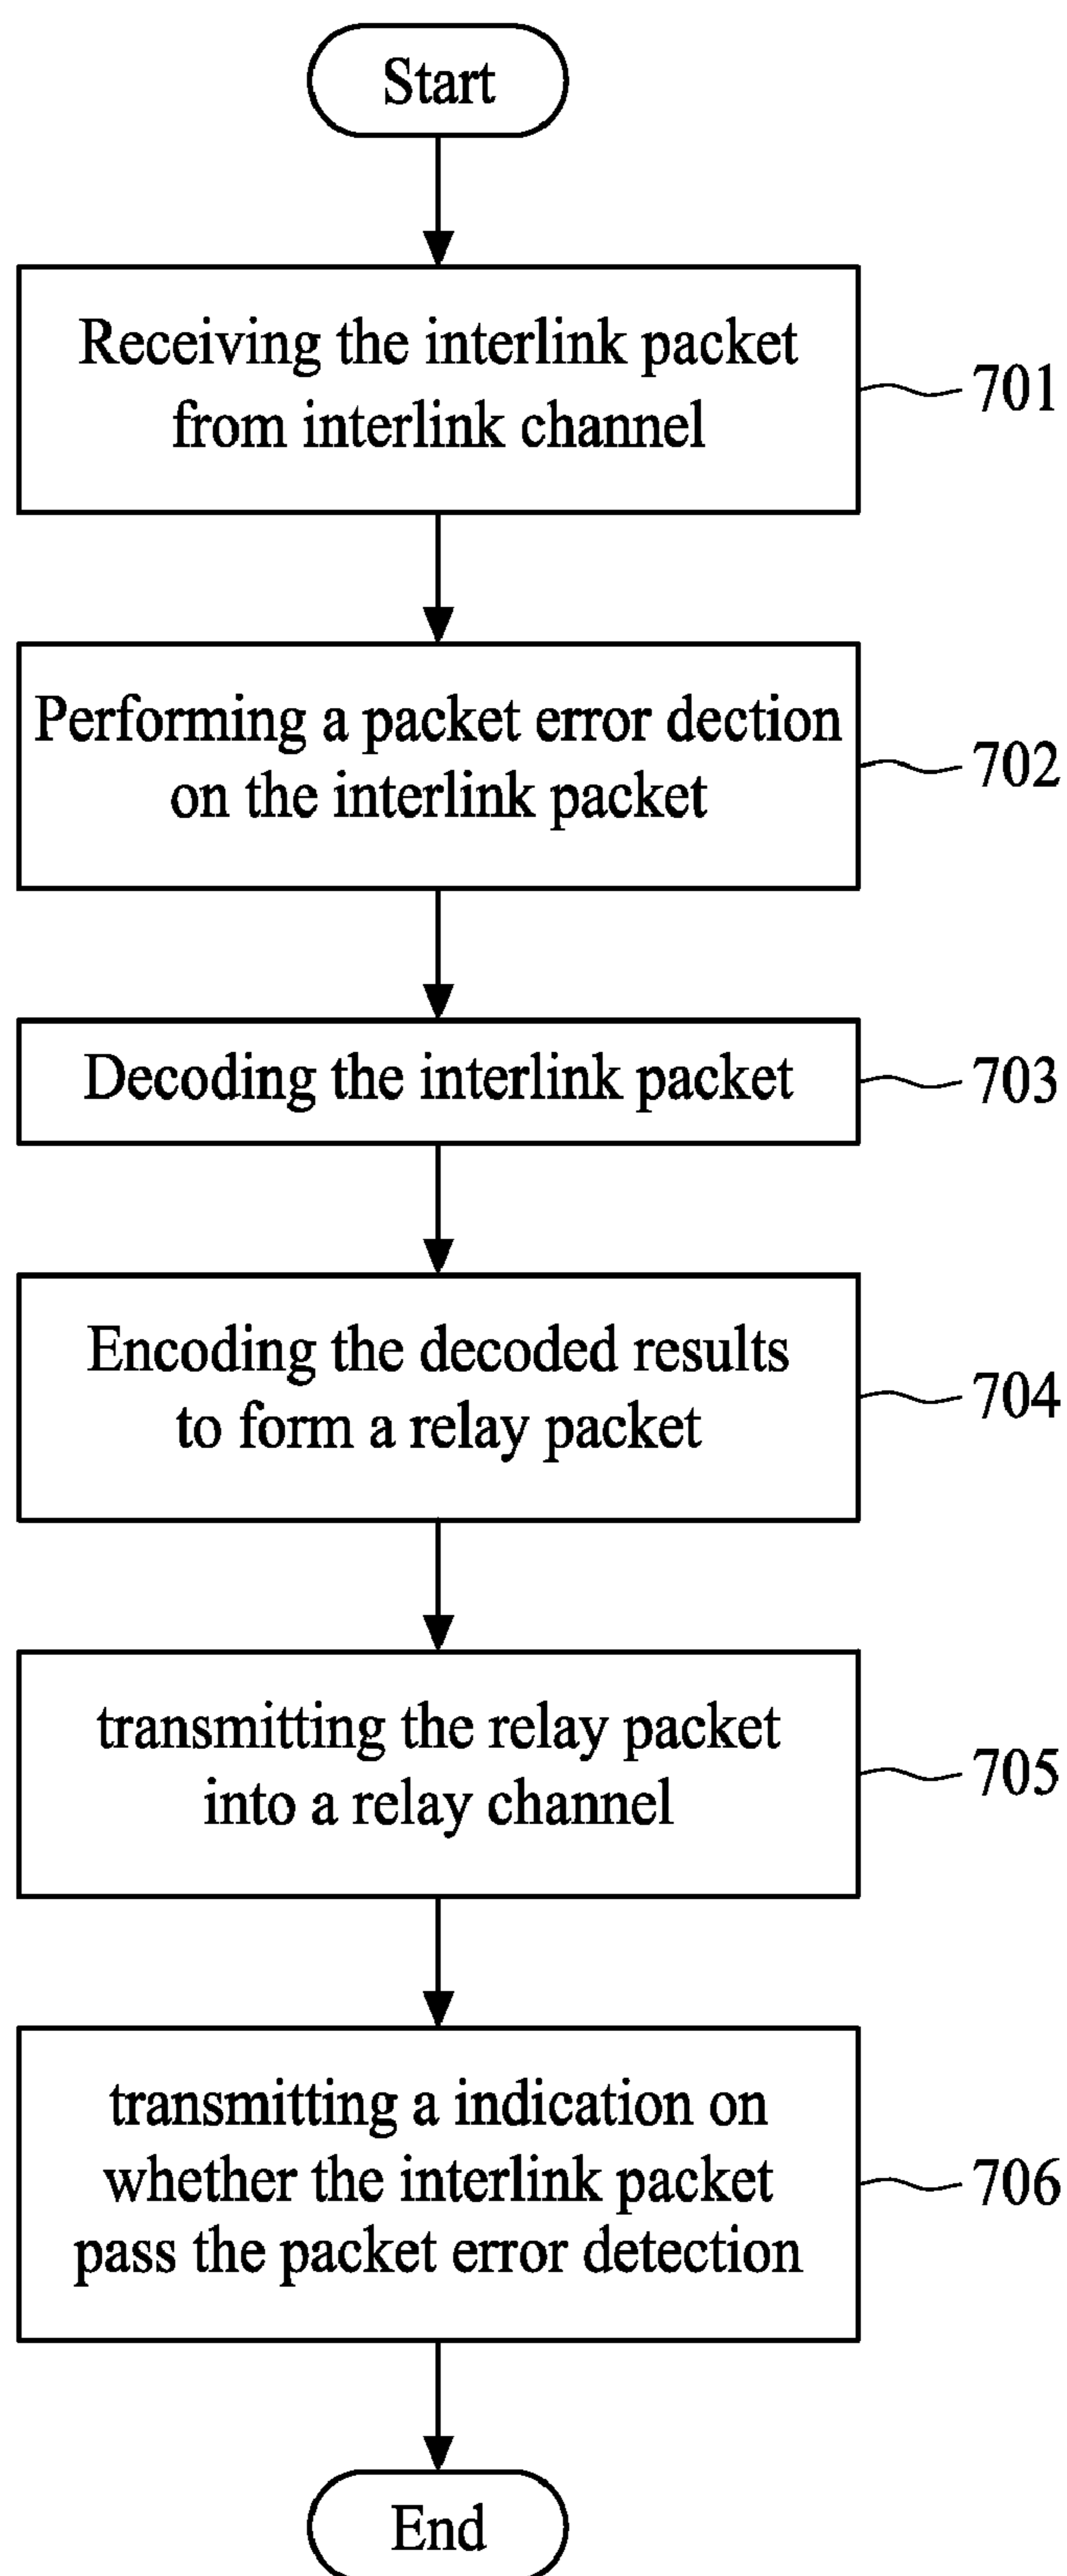 Start
Receiving the interlink packet
from interlink channel
701
Performing a packet error dection
on the interlink packet
702
Decoding the interlink packet
703
Encoding the decoded results
to form a relay packet
704
transmitting the relay packet
into a relay channel
705
transmitting a indication on
whether the interlink packet
pass the packet error detection
706
End